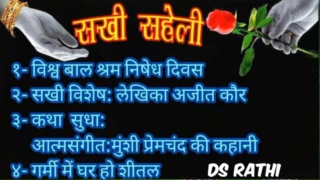 सखी सहेली
१- विश्व बाल श्रम निषेध दिवस
२- सखी विशेष: लेखिका अजीत कौर
३- कथा सुधा:
आत्मसंगीत:मुंशी प्रेमचंद की कहानी
४- गर्मी में घर हो शीतल DS RATHI